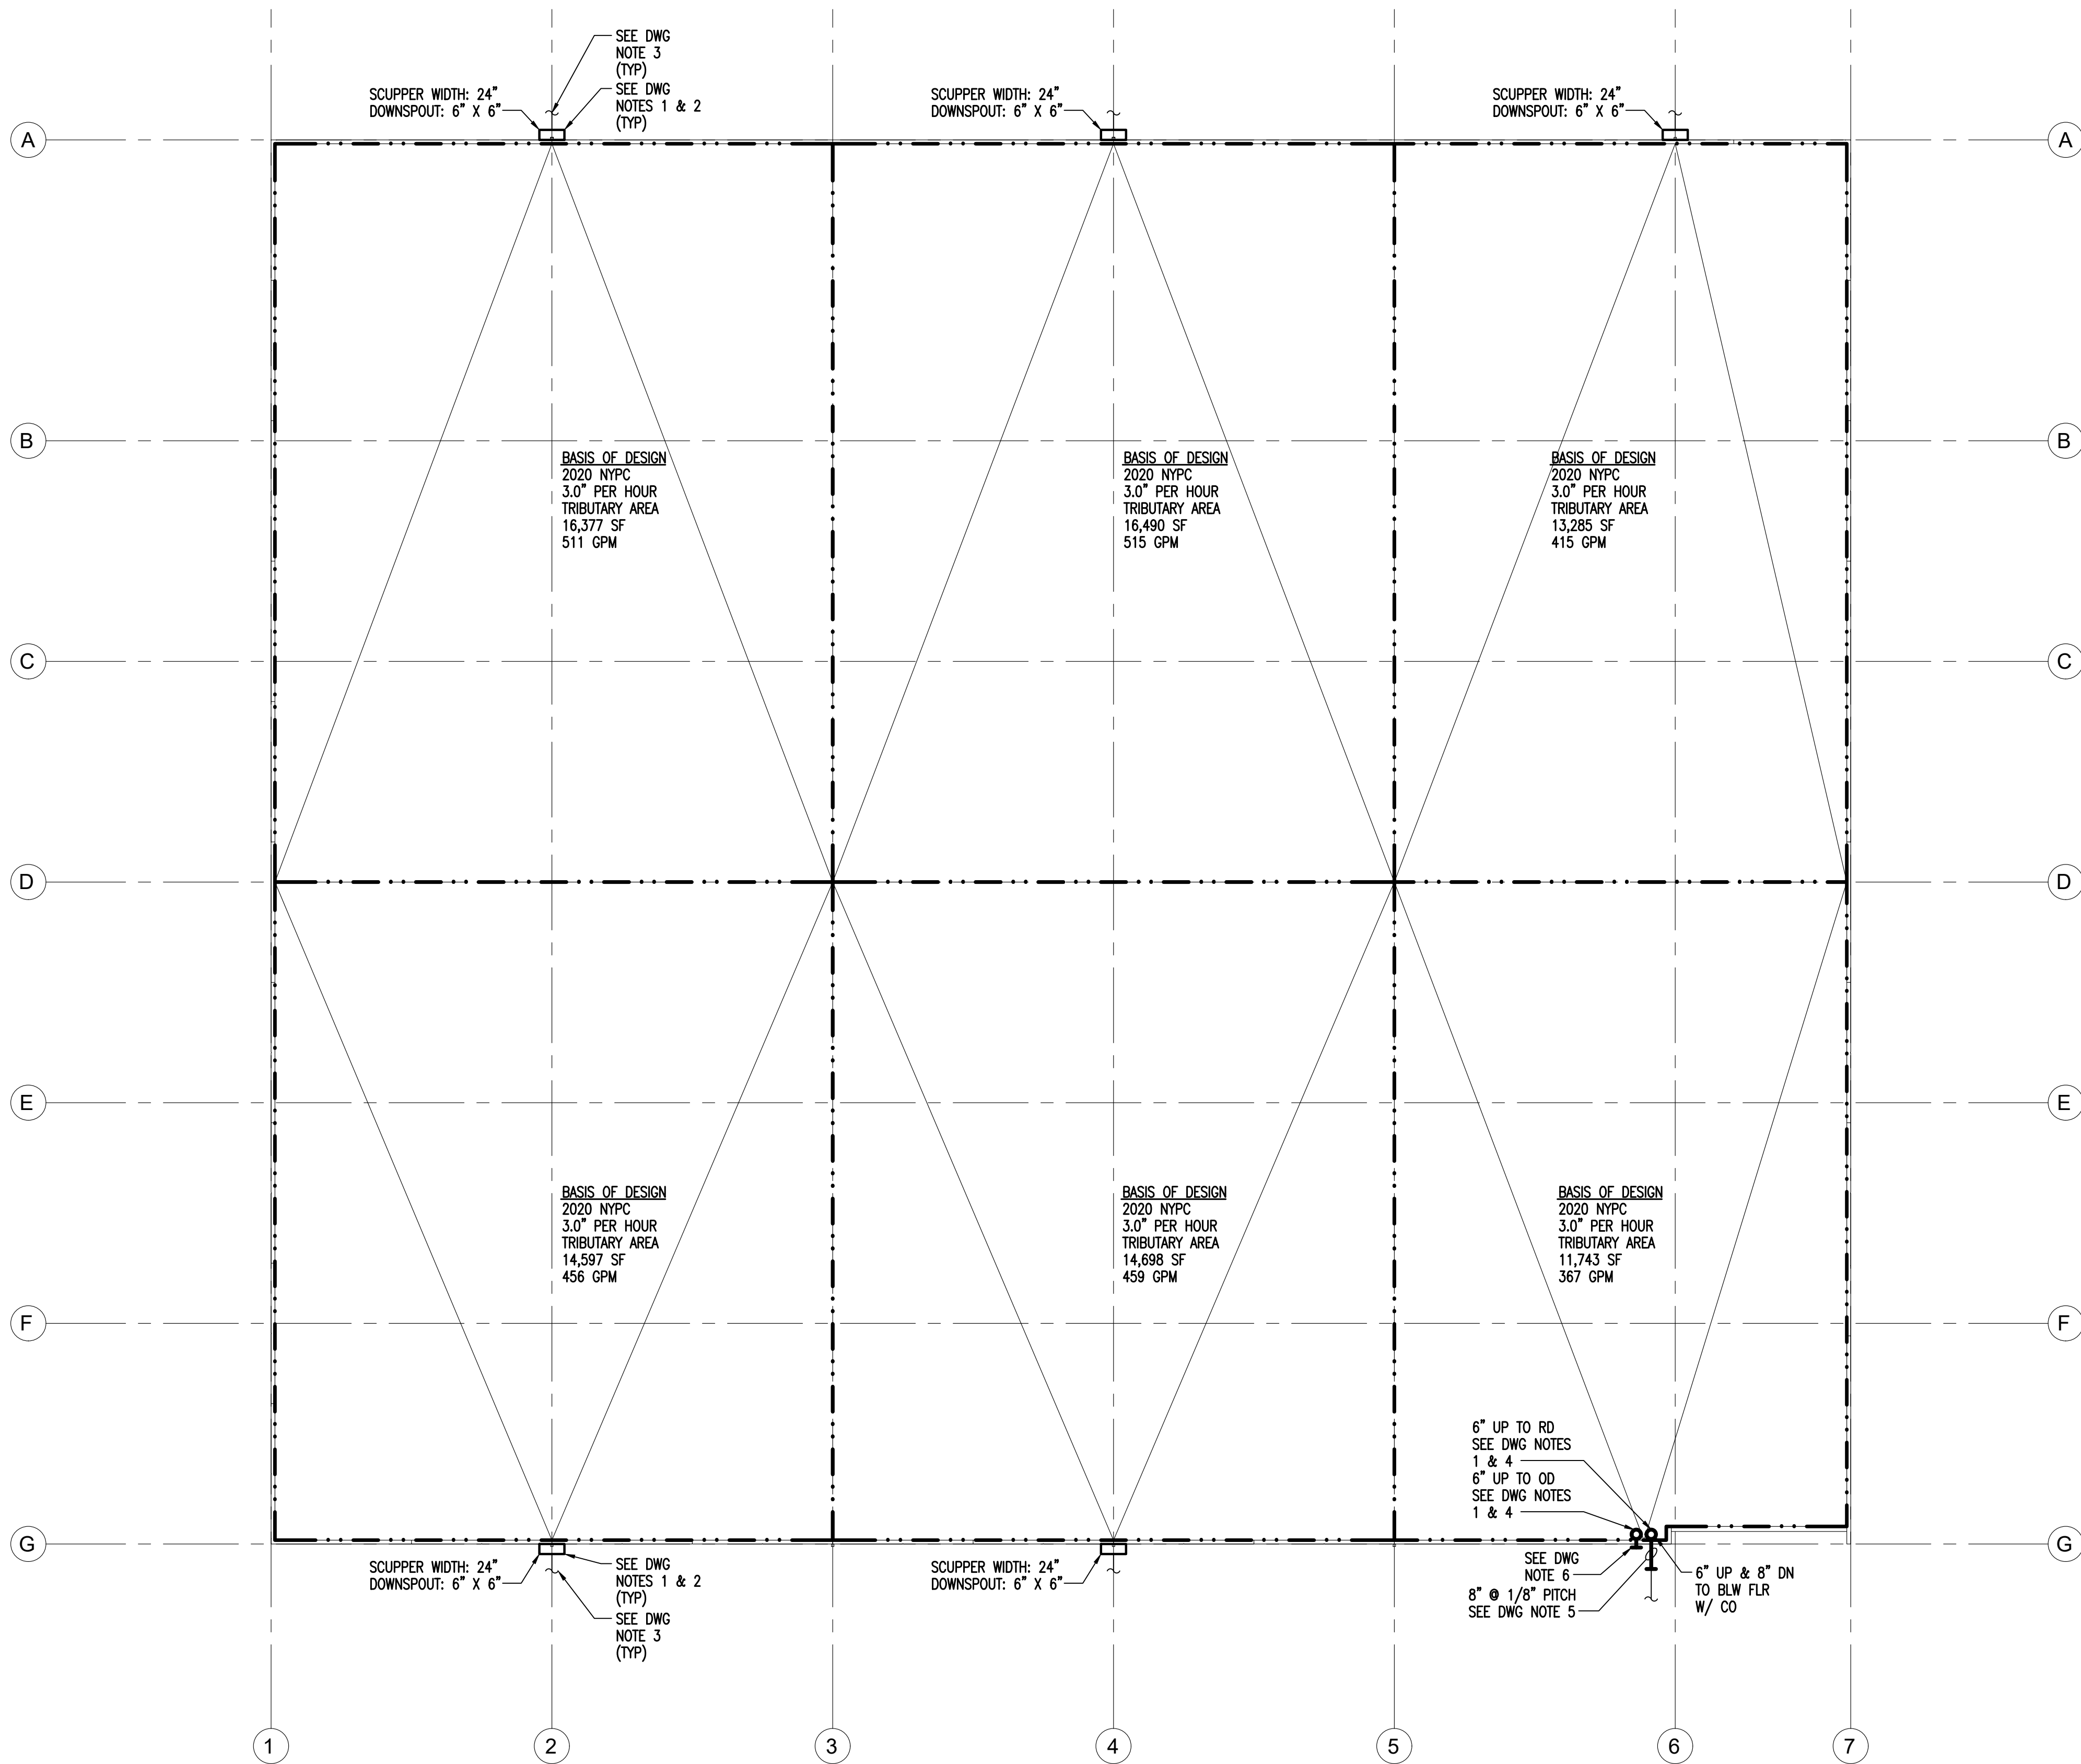 SEE DWG
NOTE 3
(TYP)
SCUPPER WIDTH: 24"
DOWNSPOUT: 6" X 6"
SEE DWG
NOTES 1 & 2
(TYP)
SCUPPER WIDTH: 24"
DOWNSPOUT: 6" X 6"
SCUPPER WIDTH: 24"
DOWNSPOUT: 6" X 6"
A
A
B
B
BASIS OF DESIGN
2020 NYPC
3.0" PER HOUR
TRIBUTARY AREA
16,377 SF
511 GPM
BASIS OF DESIGN
2020 NYPC
3.0" PER HOUR
TRIBUTARY AREA
16,490 SF
515 GPM
BASIS OF DESIGN
2020 NYPC
3.0" PER HOUR
TRIBUTARY AREA
13,285 SF
415 GPM
C
C
D
D
E
E
BASIS OF DESIGN
2020 NYPC
3.0" PER HOUR
TRIBUTARY AREA
14,597 SF
456 GPM
BASIS OF DESIGN
2020 NYPC
3.0" PER HOUR
TRIBUTARY AREA
14,698 SF
459 GPM
BASIS OF DESIGN
2020 NYPC
3.0" PER HOUR
TRIBUTARY AREA
11,743 SF
367 GPM
F
F
6" UP TO RD
SEE DWG NOTES
1 & 4
6" UP TO OD
SEE DWG NOTES
1 & 4
G
G
SCUPPER WIDTH: 24"
DOWNSPOUT: 6" X 6"
SEE DWG
NOTES 1 & 2
(TYP)
SEE DWG
NOTE 3
(TYP)
SCUPPER WIDTH: 24"
DOWNSPOUT: 6" X 6"
SEE DWG
NOTE 6
8" @ 1/8" PITCH
SEE DWG NOTE 5
6" UP & 8" DN
TO BLW FLR
W/ CO
1
2
3
4
5
6
7